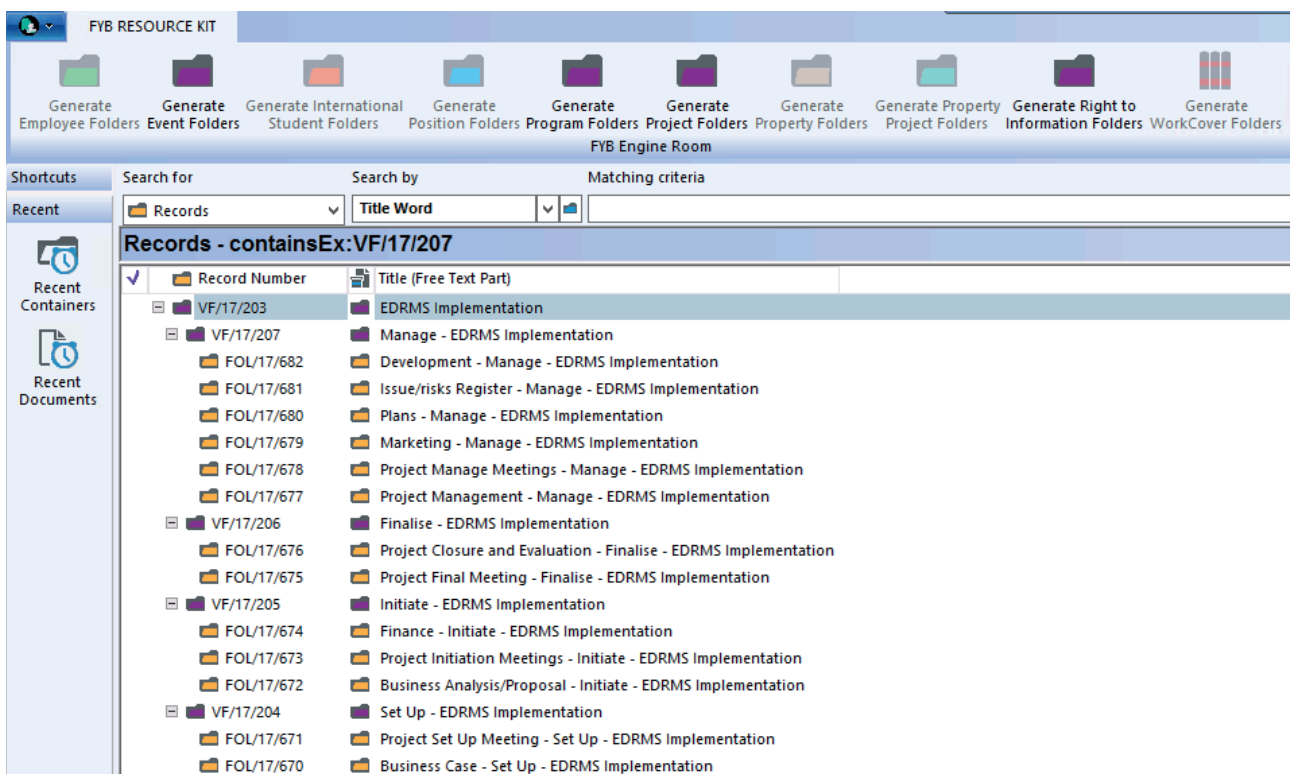 FYB RESOURCE KIT
Generate Employee Folders
Generate Event Folders
Generate International Student Folders
Generate Position Folders
Generate Program Folders
Generate Project Folders
Generate Property Folders
Generate Property Project Folders
Generate Right to Information Folders
Generate WorkCover Folders
FYB Engine Room
Shortcuts
Search for Search by Matching criteria
Recent
Records Title Word
Records - containsEx:VF/17/207
Recent Containers
Recent Documents
Record Number Title (Free Text Part)
VF/17/203 EDRMS Implementation
VF/17/207 Manage - EDRMS Implementation
FOL/17/682 Development - Manage - EDRMS Implementation
FOL/17/681 Issue/risks Register - Manage - EDRMS Implementation
FOL/17/680 Plans - Manage - EDRMS Implementation
FOL/17/679 Marketing - Manage - EDRMS Implementation
FOL/17/678 Project Manage Meetings - Manage - EDRMS Implementation
FOL/17/677 Project Management - Manage - EDRMS Implementation
VF/17/206 Finalise - EDRMS Implementation
FOL/17/676 Project Closure and Evaluation - Finalise - EDRMS Implementation
FOL/17/675 Project Final Meeting - Finalise - EDRMS Implementation
VF/17/205 Initiate - EDRMS Implementation
FOL/17/674 Finance - Initiate - EDRMS Implementation
FOL/17/673 Project Initiation Meetings - Initiate - EDRMS Implementation
FOL/17/672 Business Analysis/Proposal - Initiate - EDRMS Implementation
VF/17/204 Set Up - EDRMS Implementation
FOL/17/671 Project Set Up Meeting - Set Up - EDRMS Implementation
FOL/17/670 Business Case - Set Up - EDRMS Implementation